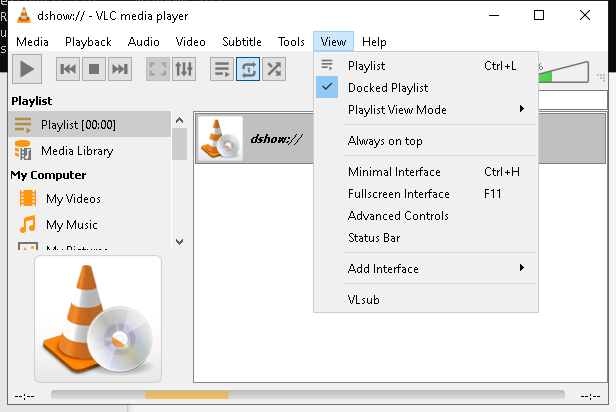 dshow:// - VLC media player
Media Playback Audio Video Subtitle Tools View Help
Playlist
Playlist [00:00]
Media Library
My Computer
My Videos
My Music
My Pictures
dshow://
Playlist Ctrl+L
Docked Playlist
Playlist View Mode
Always on top
Minimal Interface Ctrl+H
Fullscreen Interface F11
Advanced Controls
Status Bar
Add Interface
VLsub
%
--:-- --:--